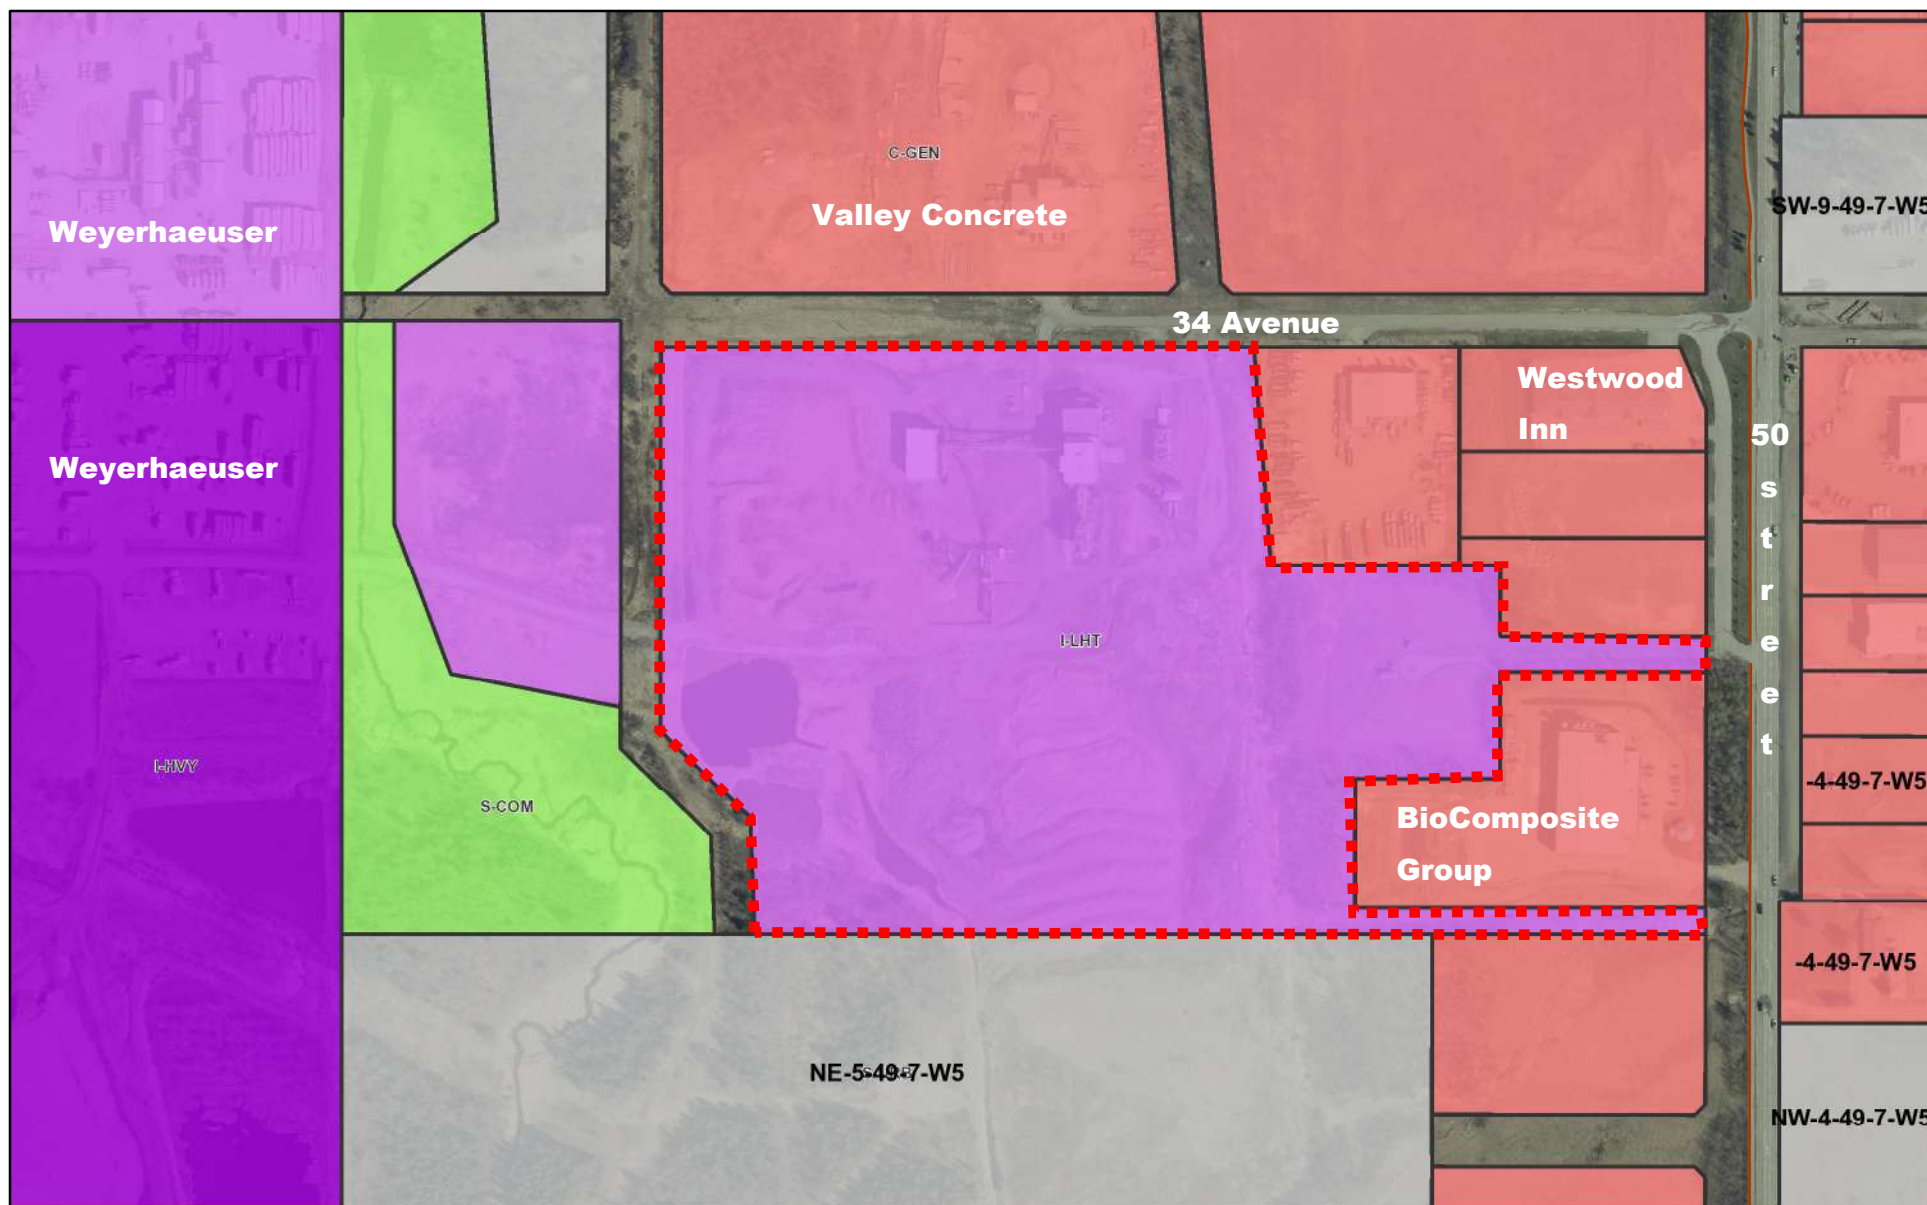 C-GEN
SW-9-49-7-W5
Valley Concrete
Weyerhaeuser
34 Avenue
Westwood
Inn
50
street
Weyerhaeuser
I-LHT
I-HVY
-4-49-7-W5
S-COM
BioComposite
Group
-4-49-7-W5
NE-5-49-7-W5
NW-4-49-7-W5